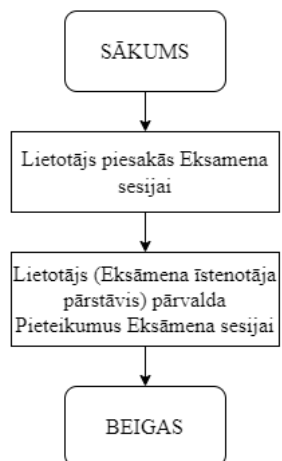 SĀKUMS
Lietotājs piesakās Eksamena
sesijai
Lietotājs (Eksāmena īstenotāja
pārstāvis) pārvalda
Pieteikumus Eksāmena sesijai
BEIGAS